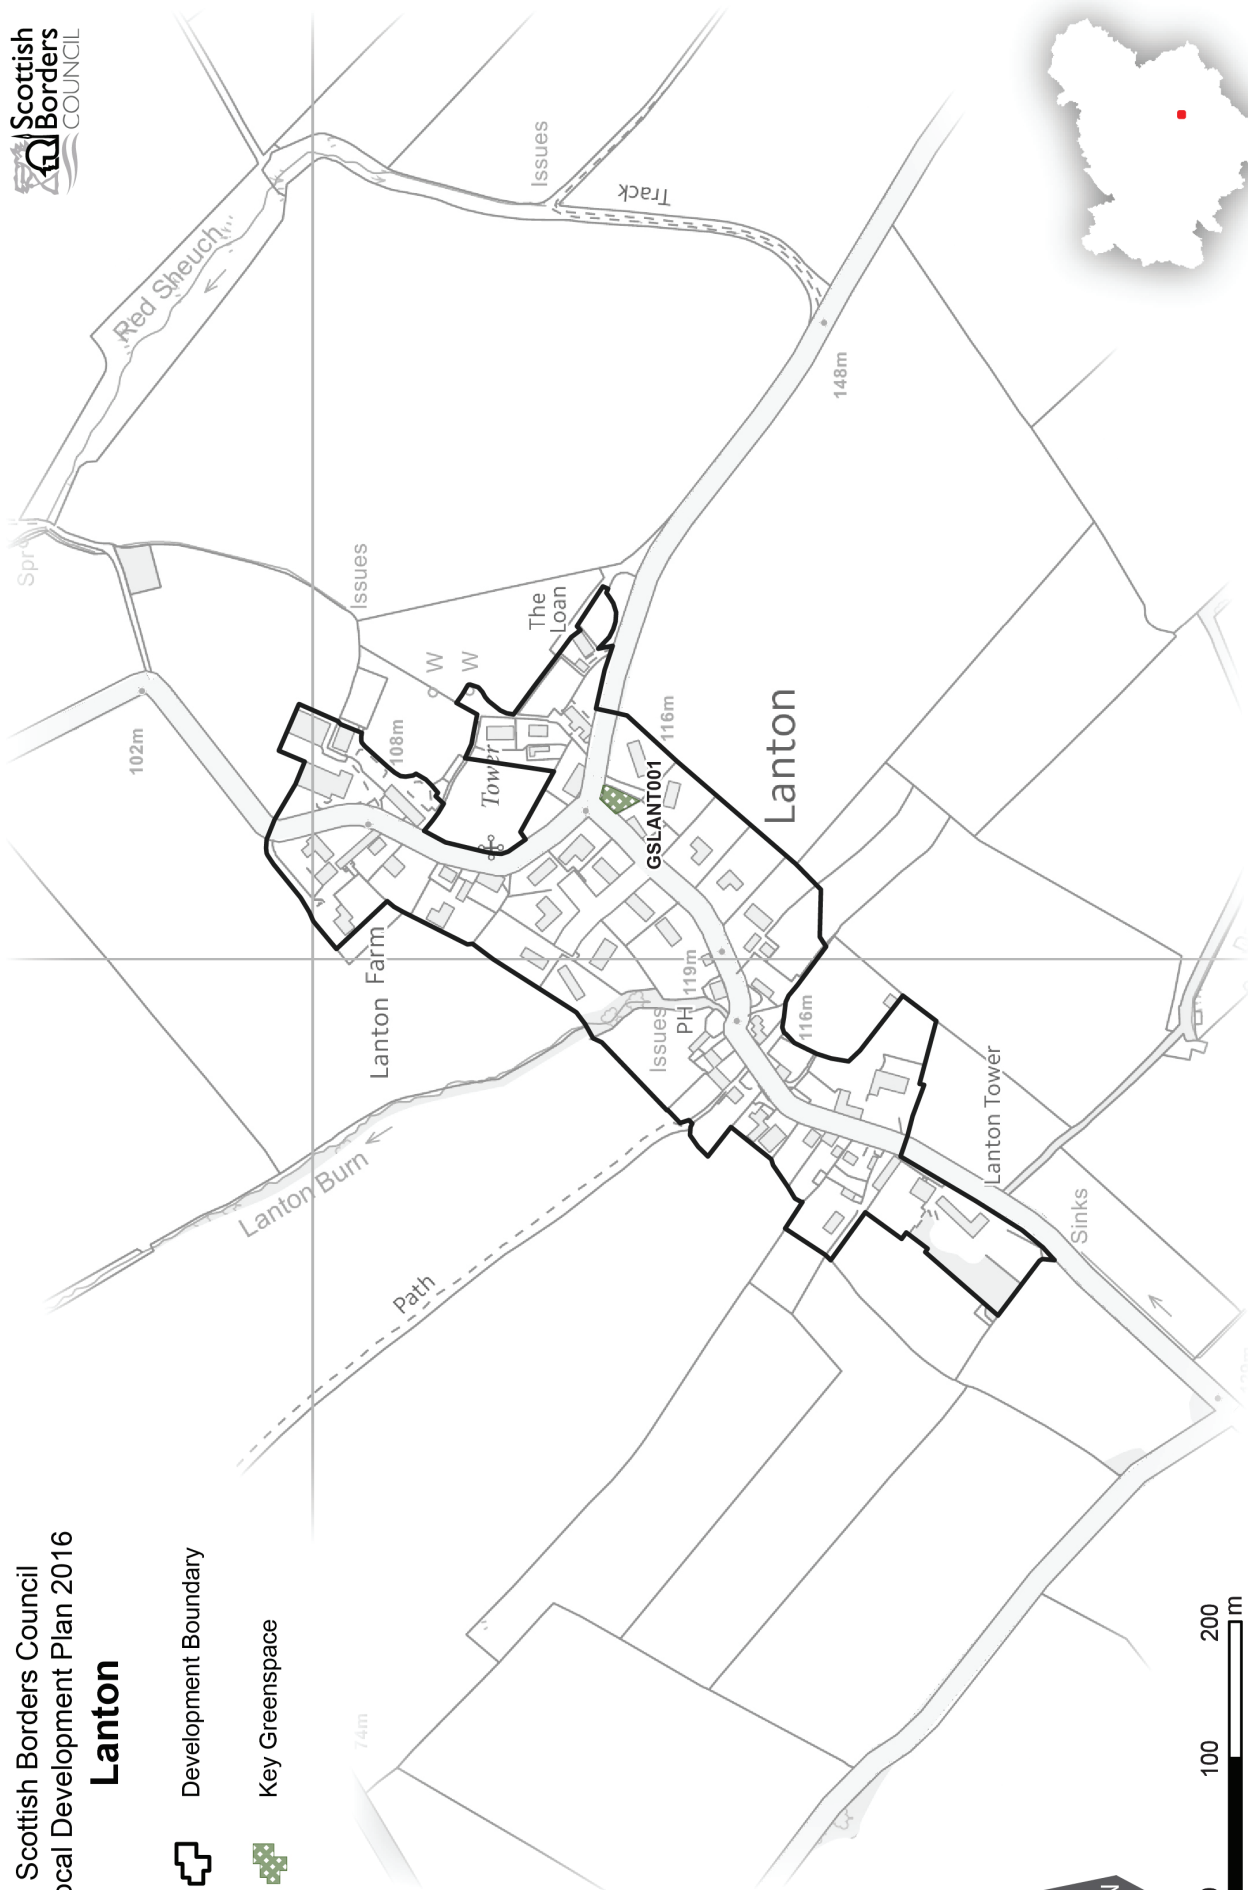 Scottish Borders Council
ocal Development Plan 2016
Lanton
Development Boundary
Key Greenspace
Scottish
Borders
COUNCIL
Red Sheuch
Issues
Track
148m
Spr
Issues
102m
W
W
The
Loan
108m
Tower
116m
GSLANT001
Lanton
Lanton Farm
119m
PH
Issues
116m
Lanton Burn
Path
Lanton Tower
Sinks
74m
0
100
200
m
N